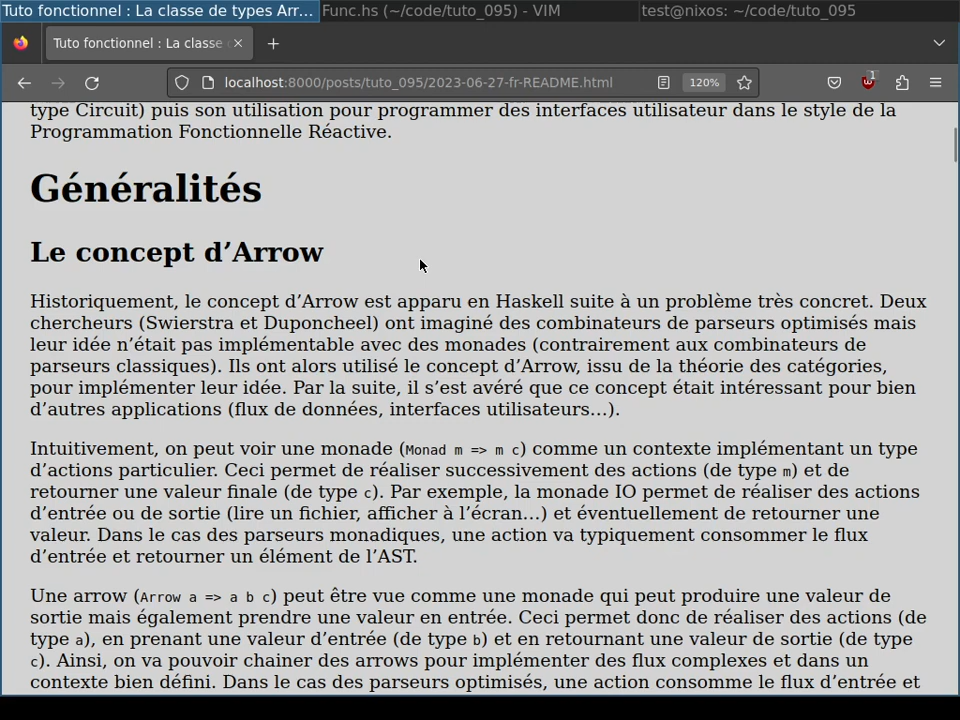 Tuto fonctionnel : La classe de types Arr... Func.hs (~/code/tuto_095) - VIM test@nixos: ~/code/tuto_095
Tuto fonctionnel : La classe
localhost:8000/posts/tuto_095/2023-06-27-fr-README.html 120% 1
type Circuit) puis son utilisation pour programmer des interfaces utilisateur dans le style de la
Programmation Fonctionnelle Réactive.
Généralités
Le concept d’Arrow
Historiquement, le concept d’Arrow est apparu en Haskell suite à un problème très concret. Deux
chercheurs (Swierstra et Duponcheel) ont imaginé des combinateurs de parseurs optimisés mais
leur idée n’était pas implémentable avec des monades (contrairement aux combinateurs de
parseurs classiques). Ils ont alors utilisé le concept d’Arrow, issu de la théorie des catégories,
pour implémenter leur idée. Par la suite, il s’est avéré que ce concept était intéressant pour bien
d’autres applications (flux de données, interfaces utilisateurs…).
Intuitivement, on peut voir une monade (Monad m => m c) comme un contexte implémentant un type
d’actions particulier. Ceci permet de réaliser successivement des actions (de type m) et de
retourner une valeur finale (de type c). Par exemple, la monade IO permet de réaliser des actions
d’entrée ou de sortie (lire un fichier, afficher à l’écran…) et éventuellement de retourner une
valeur. Dans le cas des parseurs monadiques, une action va typiquement consommer le flux
d’entrée et retourner un élément de l’AST.
Une arrow (Arrow a => a b c) peut être vue comme une monade qui peut produire une valeur de
sortie mais également prendre une valeur en entrée. Ceci permet donc de réaliser des actions (de
type a), en prenant une valeur d’entrée (de type b) et en retournant une valeur de sortie (de type
c). Ainsi, on va pouvoir chainer des arrows pour implémenter des flux complexes et dans un
contexte bien défini. Dans le cas des parseurs optimisés, une action consomme le flux d’entrée et